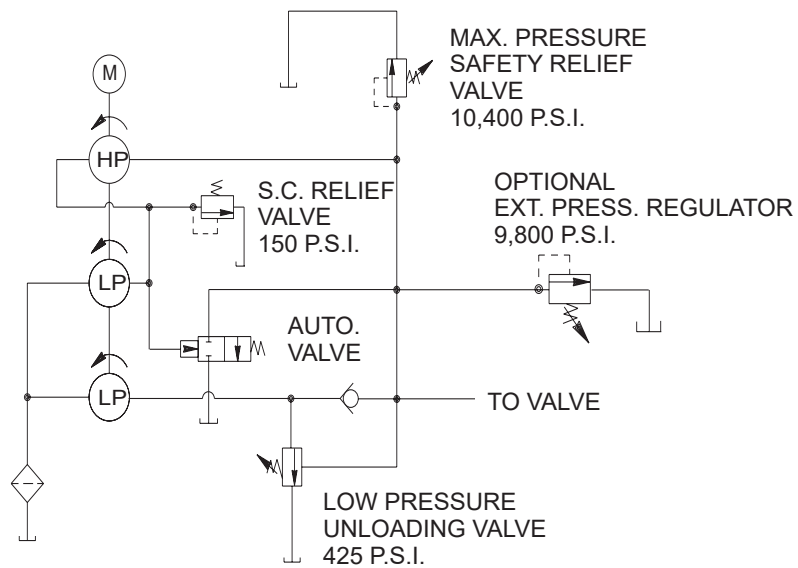 MAX. PRESSURE
SAFETY RELIEF
VALVE
10,400 P.S.I.
M
HP
S.C. RELIEF
VALVE
150 P.S.I.
OPTIONAL
EXT. PRESS. REGULATOR
9,800 P.S.I.
LP
AUTO.
VALVE
LP
TO VALVE
LOW PRESSURE
UNLOADING VALVE
425 P.S.I.